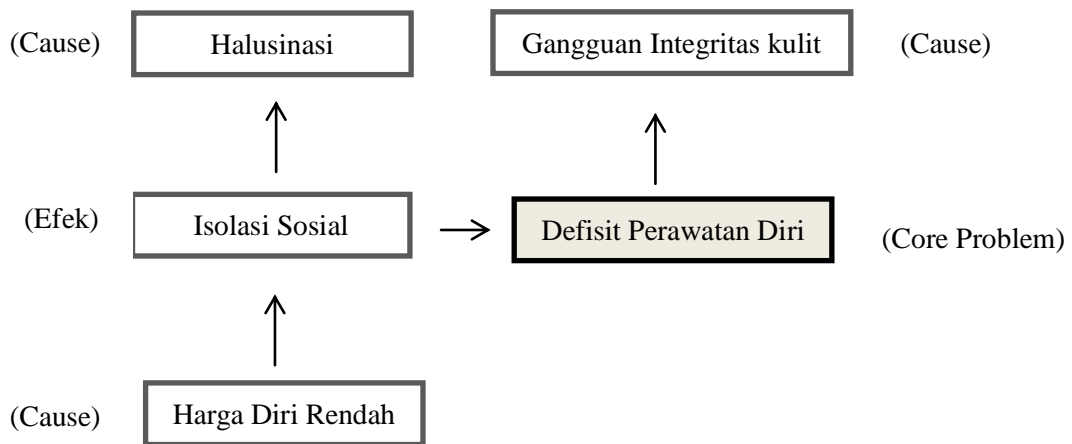 (Cause) Halusinasi Gangguan Integritas kulit (Cause)
(Efek) Isolasi Sosial Defisit Perawatan Diri (Core Problem)
(Cause) Harga Diri Rendah